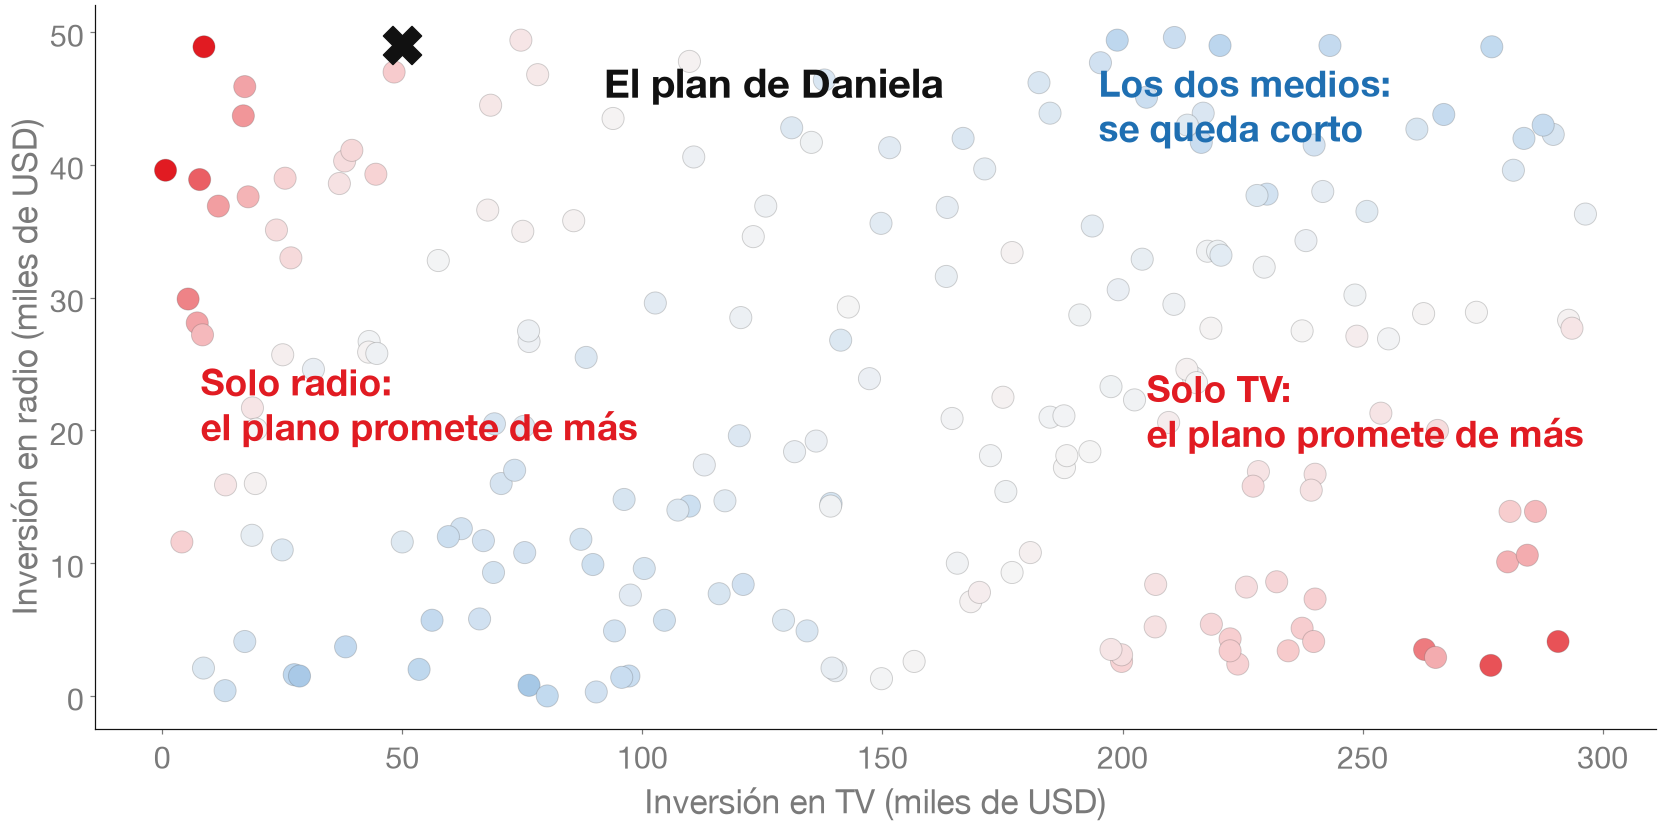 El plan de Daniela
Los dos medios:
se queda corto
Solo radio:
el plano promete de más
Solo TV:
el plano promete de más
Inversión en radio (miles de USD)
50
40
30
20
10
0
0 50 100 150 200 250 300
Inversión en TV (miles de USD)